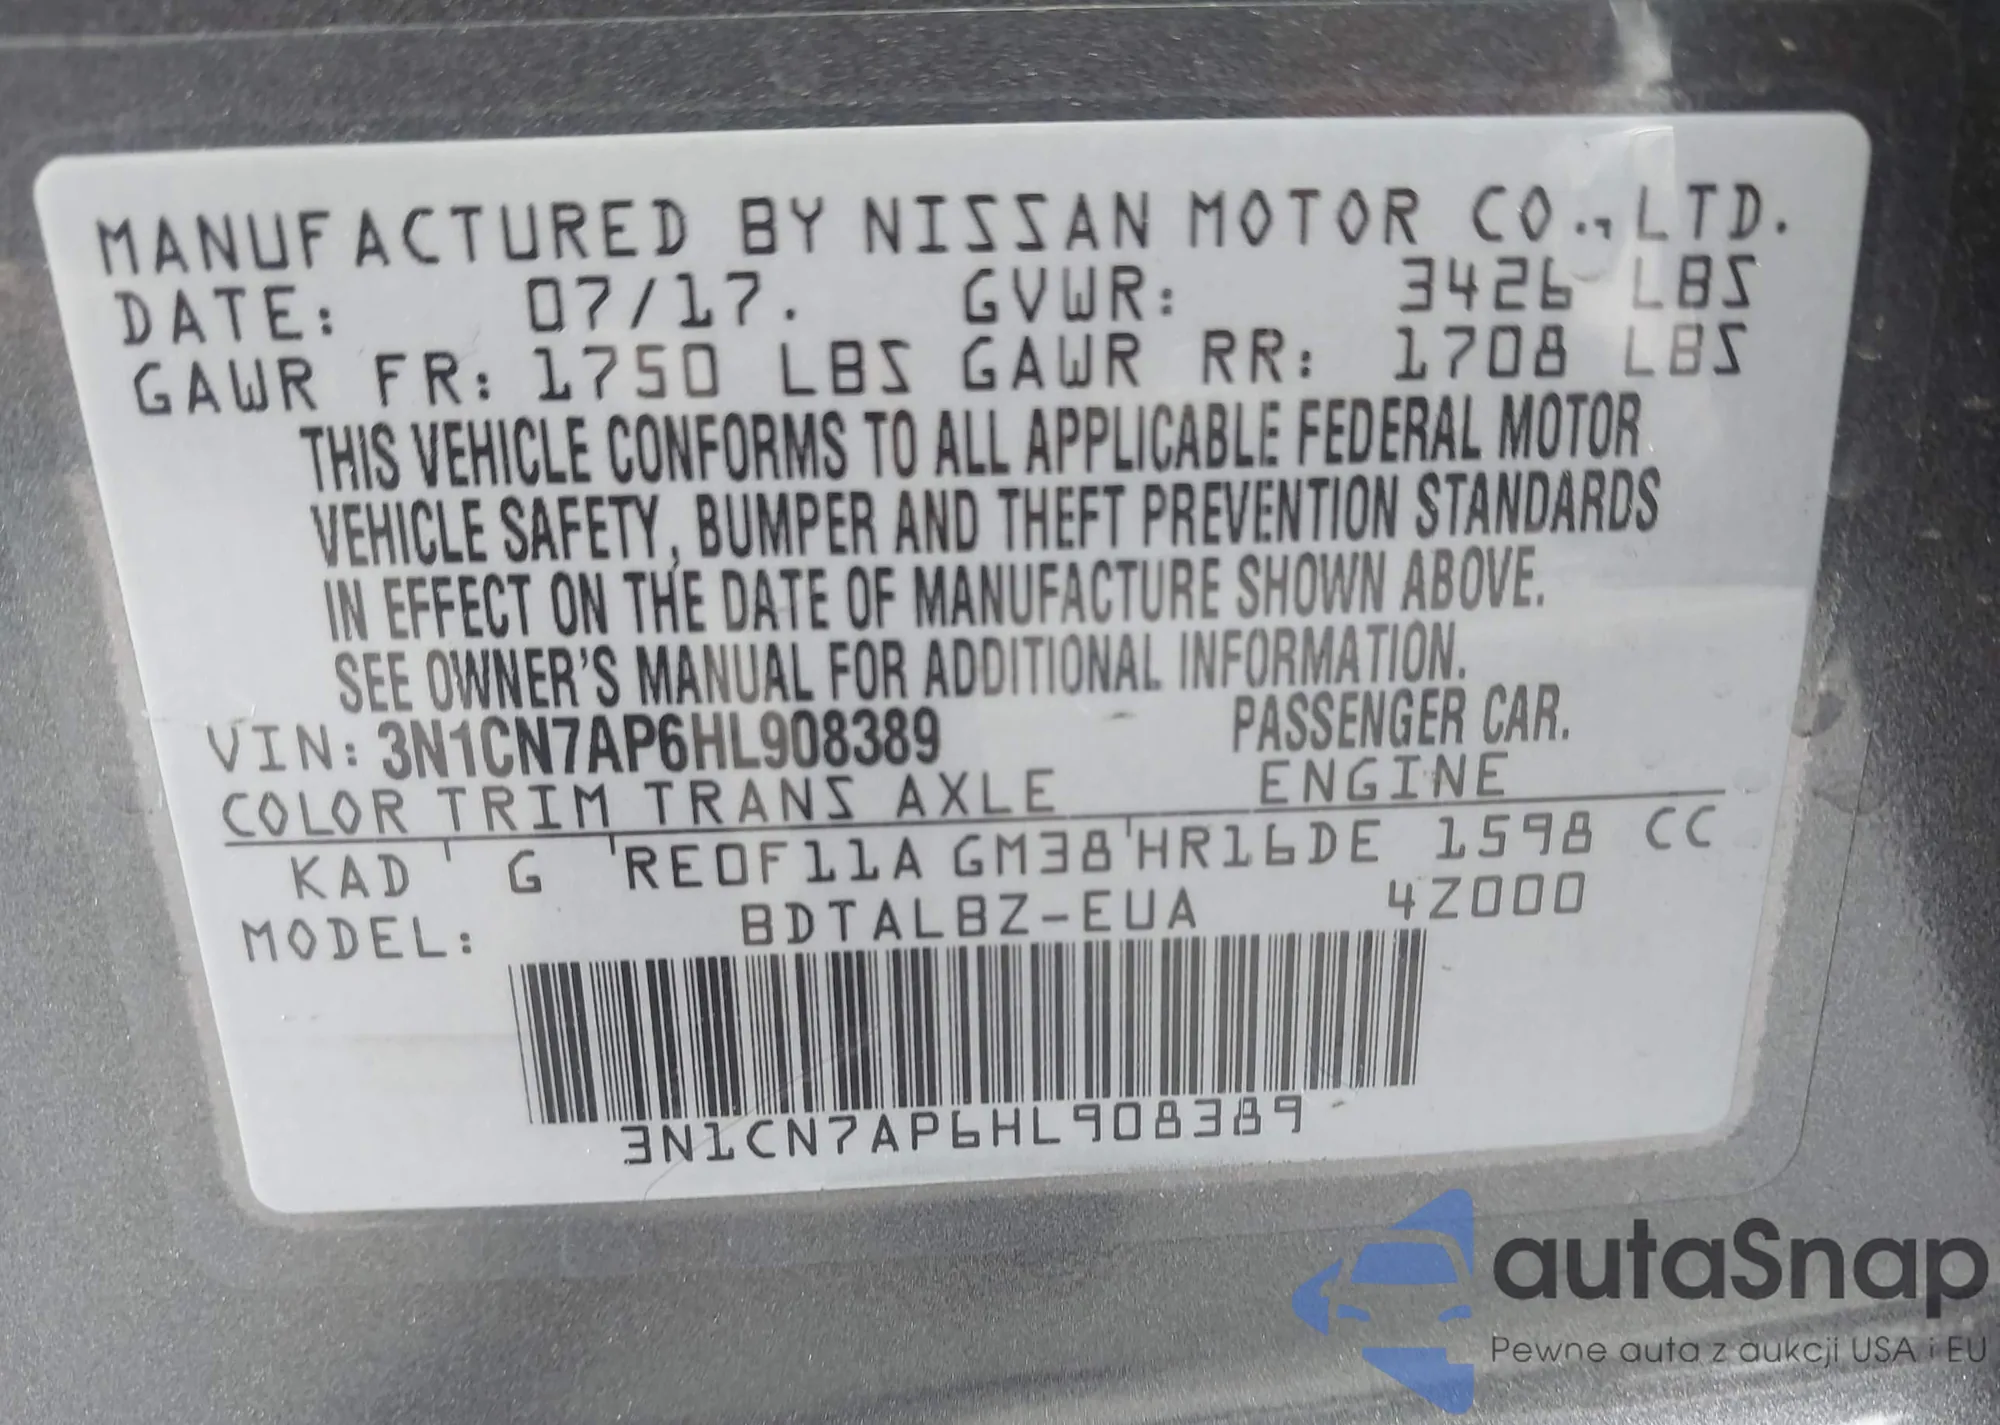 MANUFACTURED BY NISSAN MOTOR CO., LTD.
DATE: 07/17. GVWR: 3426 LBS
GAWR FR: 1750 LBS GAWR RR: 1708 LBS
THIS VEHICLE CONFORMS TO ALL APPLICABLE FEDERAL MOTOR
VEHICLE SAFETY, BUMPER AND THEFT PREVENTION STANDARDS
IN EFFECT ON THE DATE OF MANUFACTURE SHOWN ABOVE.
SEE OWNER'S MANUAL FOR ADDITIONAL INFORMATION.
VIN: 3N1CN7AP6HL908389 PASSENGER CAR.
COLOR TRIM TRANS AXLE ENGINE
KAD ' G 'RE0F11A GM38'HR16DE 1598 CC
MODEL: BDTALBZ-EUA 4Z000
3N1CN7AP6HL908389
autaSnap
Pewne auta z aukcji USA i EU